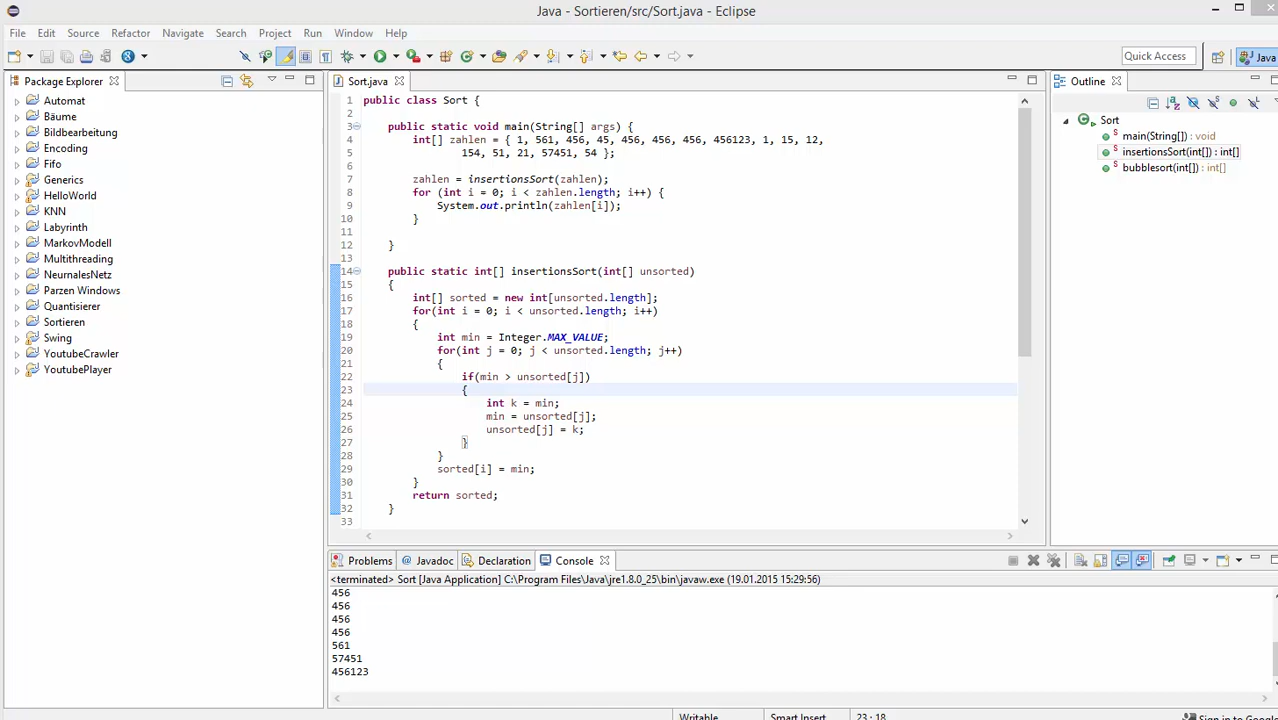 Java - Sortieren/src/Sort.java - Eclipse
File Edit Source Refactor Navigate Search Project Run Window Help
Quick Access
Java
Package Explorer
Automat
Bäume
Bildbearbeitung
Encoding
Fifo
Generics
HelloWorld
KNN
Labyrinth
MarkovModell
Multithreading
NeurnalesNetz
Parzen Windows
Quantisierer
Sortieren
Swing
YoutubeCrawler
YoutubePlayer
Sort.java
1 public class Sort {
2
3 public static void main(String[] args) {
4 int[] zahlen = { 1, 561, 456, 45, 456, 456, 456, 456123, 1, 15, 12,
5 154, 51, 21, 57451, 54 };
6
7 zahlen = insertionsSort(zahlen);
8 for (int i = 0; i < zahlen.length; i++) {
9 System.out.println(zahlen[i]);
10 }
11
12 }
13
14 public static int[] insertionsSort(int[] unsorted)
15 {
16 int[] sorted = new int[unsorted.length];
17 for(int i = 0; i < unsorted.length; i++)
18 {
19 int min = Integer.MAX_VALUE;
20 for(int j = 0; j < unsorted.length; j++)
21 {
22 if(min > unsorted[j])
23 {
24 int k = min;
25 min = unsorted[j];
26 unsorted[j] = k;
27 }
28 }
29 sorted[i] = min;
30 }
31 return sorted;
32 }
33
Outline
Sort
main(String[]) : void
insertionsSort(int[]) : int[]
bubblesort(int[]) : int[]
Problems Javadoc Declaration Console
<terminated> Sort [Java Application] C:\Program Files\Java\jre1.8.0_25\bin\javaw.exe (19.01.2015 15:29:56)
456
456
456
456
561
57451
456123
Writable Smart Insert 23 : 18 Sign in to Google